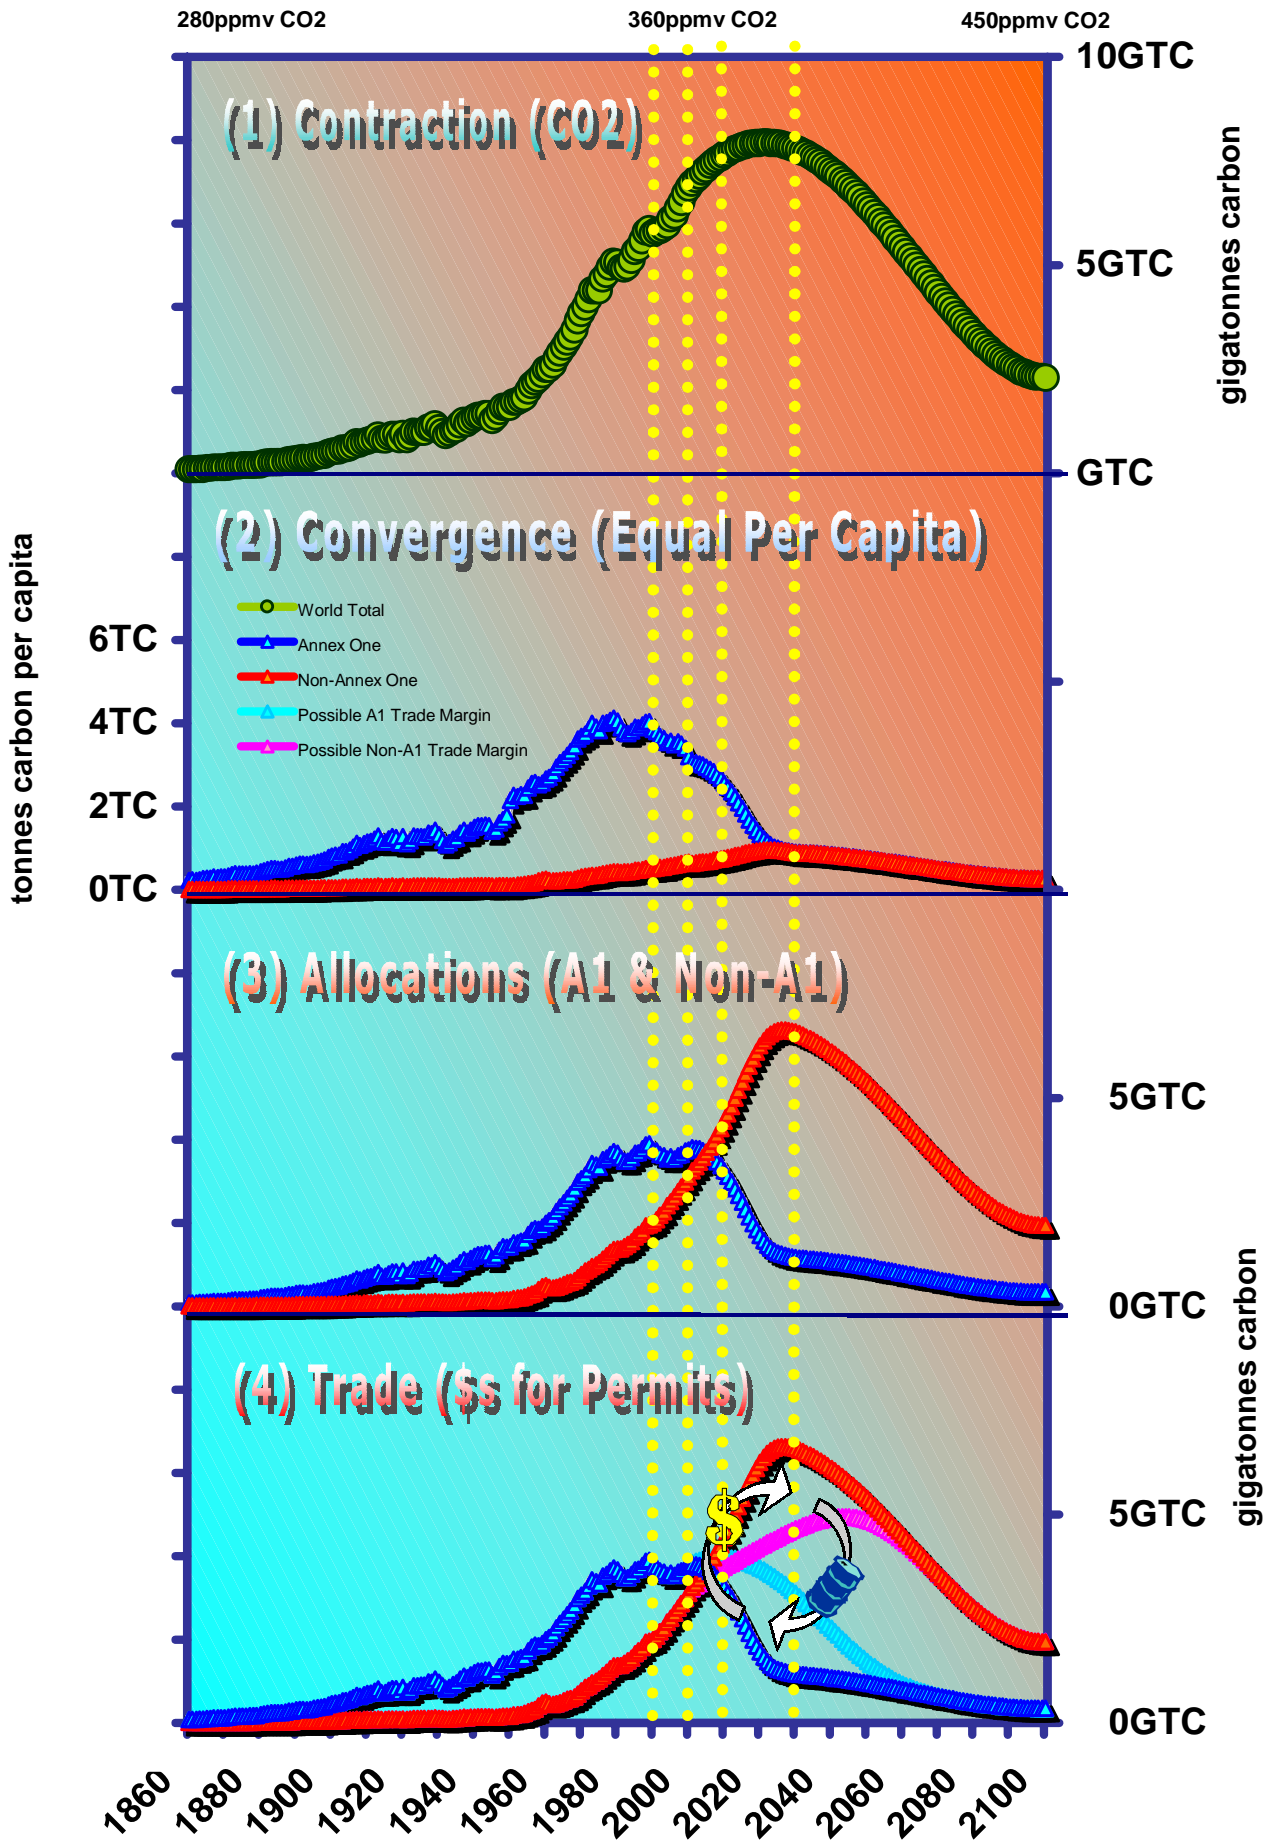 280ppmv CO2
360ppmv CO2
450ppmv CO2
10GTC
(1) Contraction (CO2)
gigatonnes carbon
5GTC
GTC
(2) Convergence (Equal Per Capita)
tonnes carbon per capita
World Total
6TC
Annex One
Non-Annex One
4TC
Possible A1 Trade Margin
Possible Non-A1 Trade Margin
2TC
0TC
(3) Allocations (A1 & Non-A1)
5GTC
0GTC
gigatonnes carbon
(4) Trade ($s for Permits)
$
5GTC
0GTC
1860
1880
1900
1920
1940
1960
1980
2000
2020
2040
2060
2080
2100